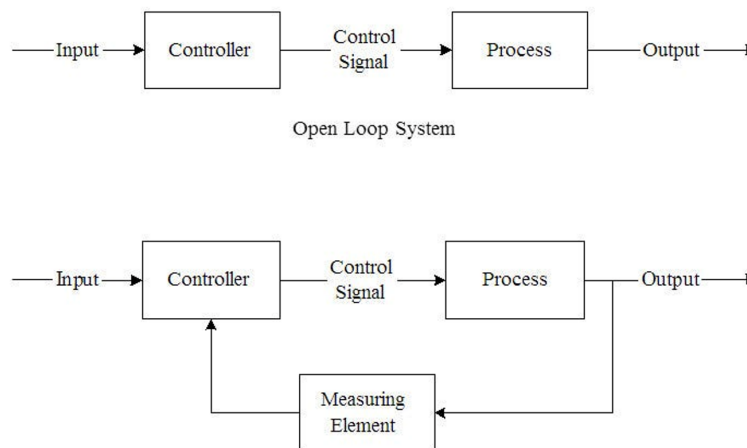 Input
Controller
Control
Signal
Process
Output
Open Loop System
Input
Controller
Control
Signal
Process
Output
Measuring
Element